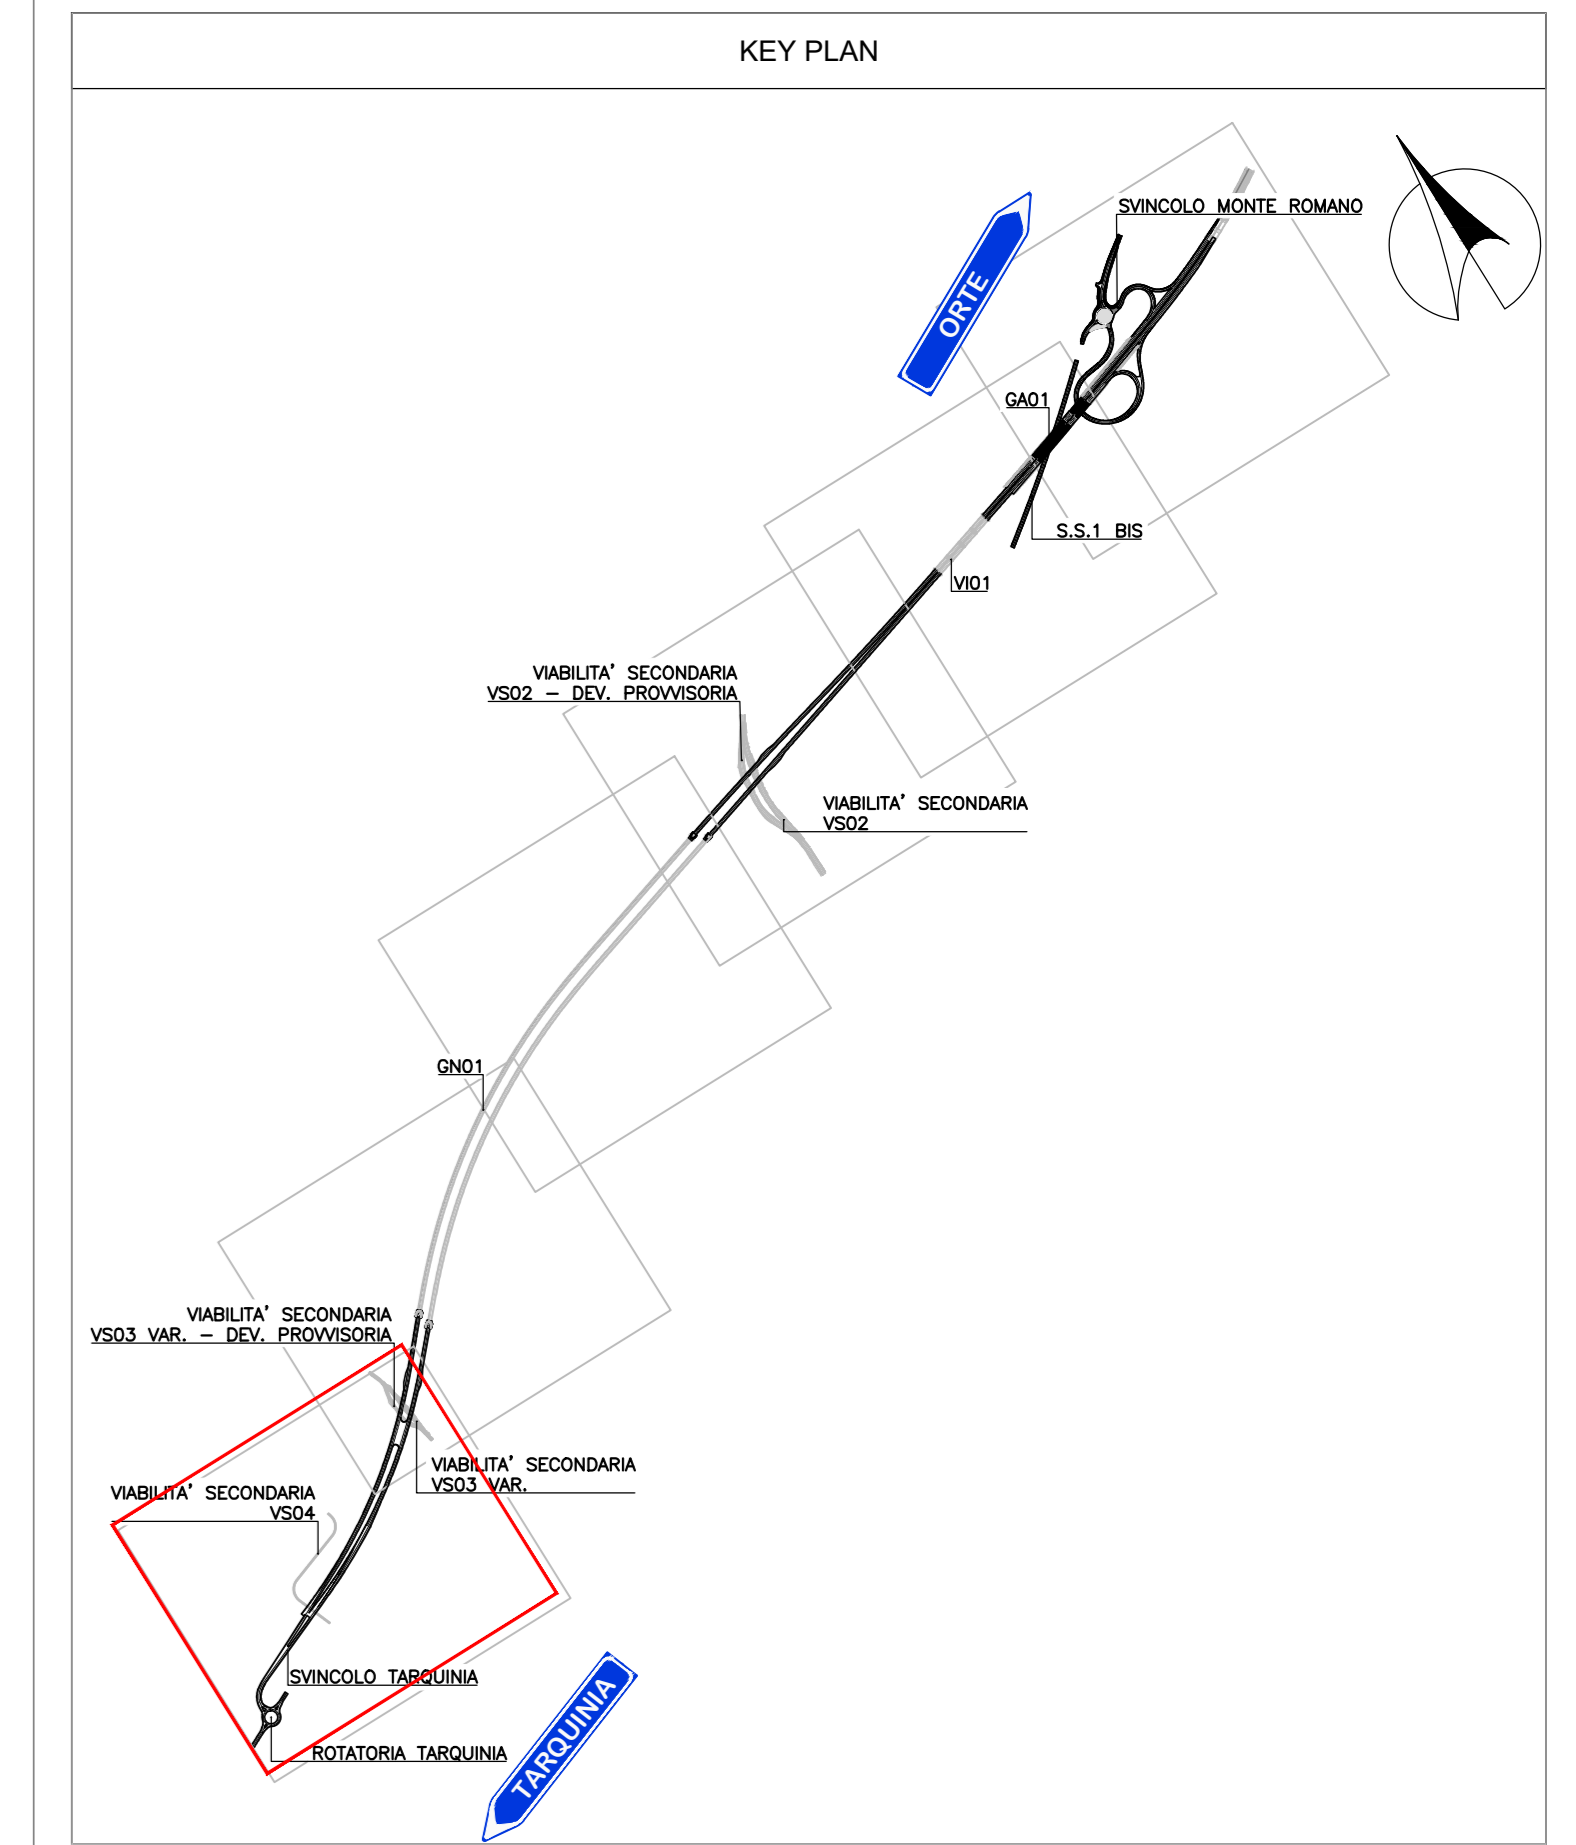 KEY PLAN
SVINCOLO MONTE ROMANO
ORTE
GA01
S.S.1 BIS
VI01
VIABILITA' SECONDARIA
VS02 - DEV. PROVVISORIA
VIABILITA' SECONDARIA
VS02
GN01
VIABILITA' SECONDARIA
VS03 VAR. - DEV. PROVVISORIA
VIABILITA' SECONDARIA
VS03 VAR.
VIABILITA' SECONDARIA
VS04
SVINCOLO TARQUINIA
TARQUINIA
ROTATORIA TARQUINIA